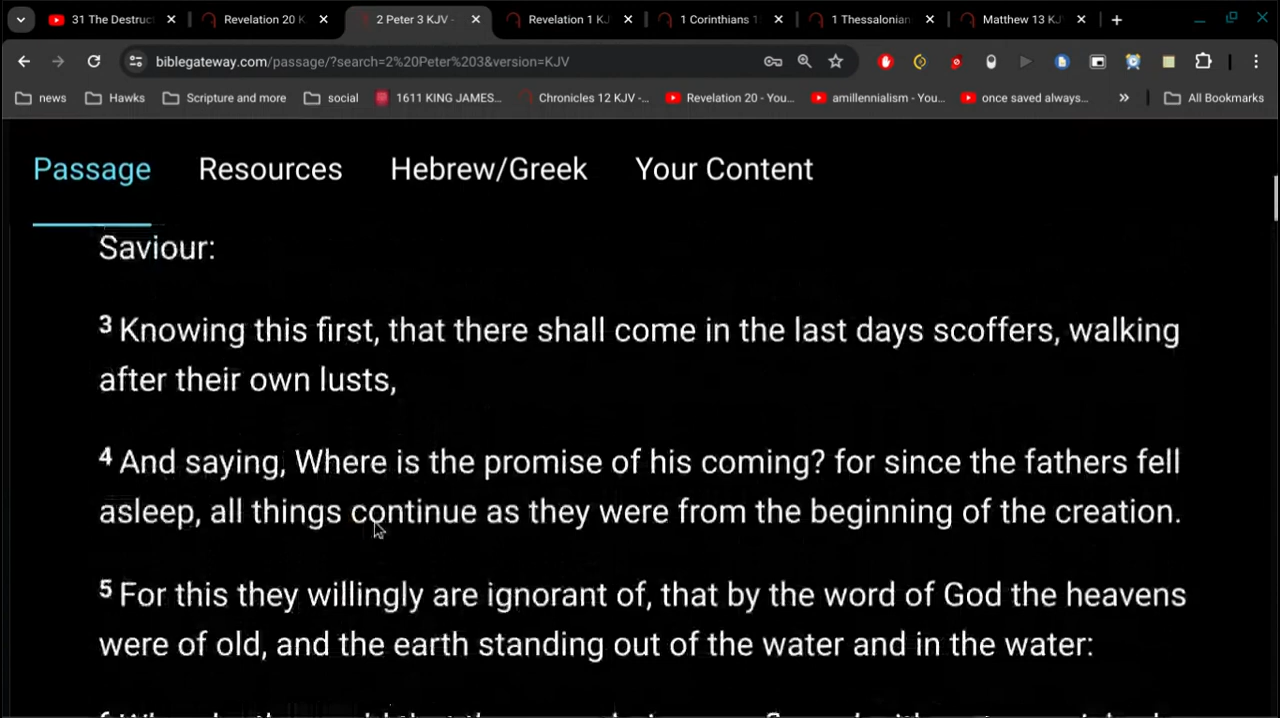 31 The Destruct
Revelation 20 K
2 Peter 3 KJV -
Revelation 1 KJ
1 Corinthians 1
1 Thessalonian
Matthew 13 KJ
biblegateway.com/passage/?search=2%20Peter%203&version=KJV
news
Hawks
Scripture and more
social
1611 KING JAMES...
Chronicles 12 KJV -...
Revelation 20 - You...
amillennialism - You...
once saved always...
»
All Bookmarks
Passage
Resources
Hebrew/Greek
Your Content
Saviour:
3 Knowing this first, that there shall come in the last days scoffers, walking
after their own lusts,
4 And saying, Where is the promise of his coming? for since the fathers fell
asleep, all things continue as they were from the beginning of the creation.
5 For this they willingly are ignorant of, that by the word of God the heavens
were of old, and the earth standing out of the water and in the water: